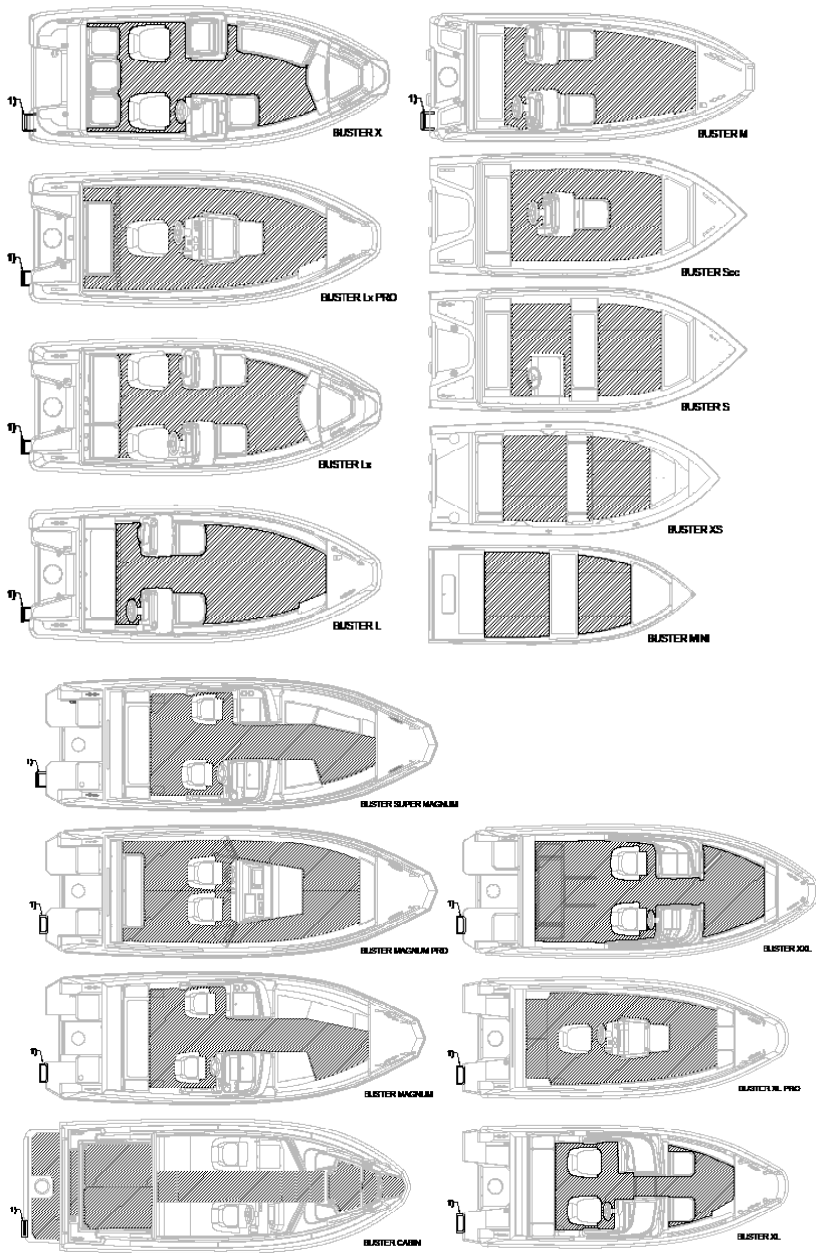 1)
BUSTER X
1)
BUSTER M
BUSTER Scc
1)
BUSTER Lx PRO
BUSTER S
1)
BUSTER Lx
BUSTER XS
1)
BUSTER L
BUSTER MINI
1)
BUSTER SUPER MAGNUM
1)
BUSTER MAGNUM PRO
1)
BUSTER XXL
1)
BUSTER MAGNUM
1)
BUSTER XL PRO
1)
BUSTER CABIN
1)
BUSTER XL